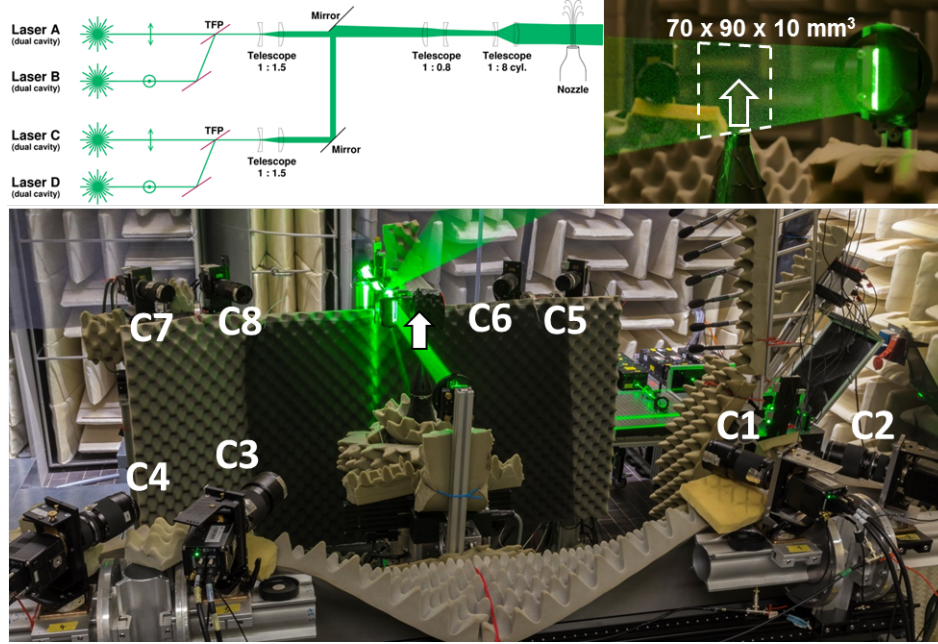 Laser A
(dual cavity)
TFP
Mirror
Telescope
1 : 1.5
Telescope
1 : 0.8
Telescope
1 : 8 cyl.
Nozzle
Laser B
(dual cavity)
Laser C
(dual cavity)
TFP
Telescope
1 : 1.5
Mirror
Laser D
(dual cavity)
70 x 90 x 10 mm³
C7
C8
C6
C5
C1
C2
C4
C3